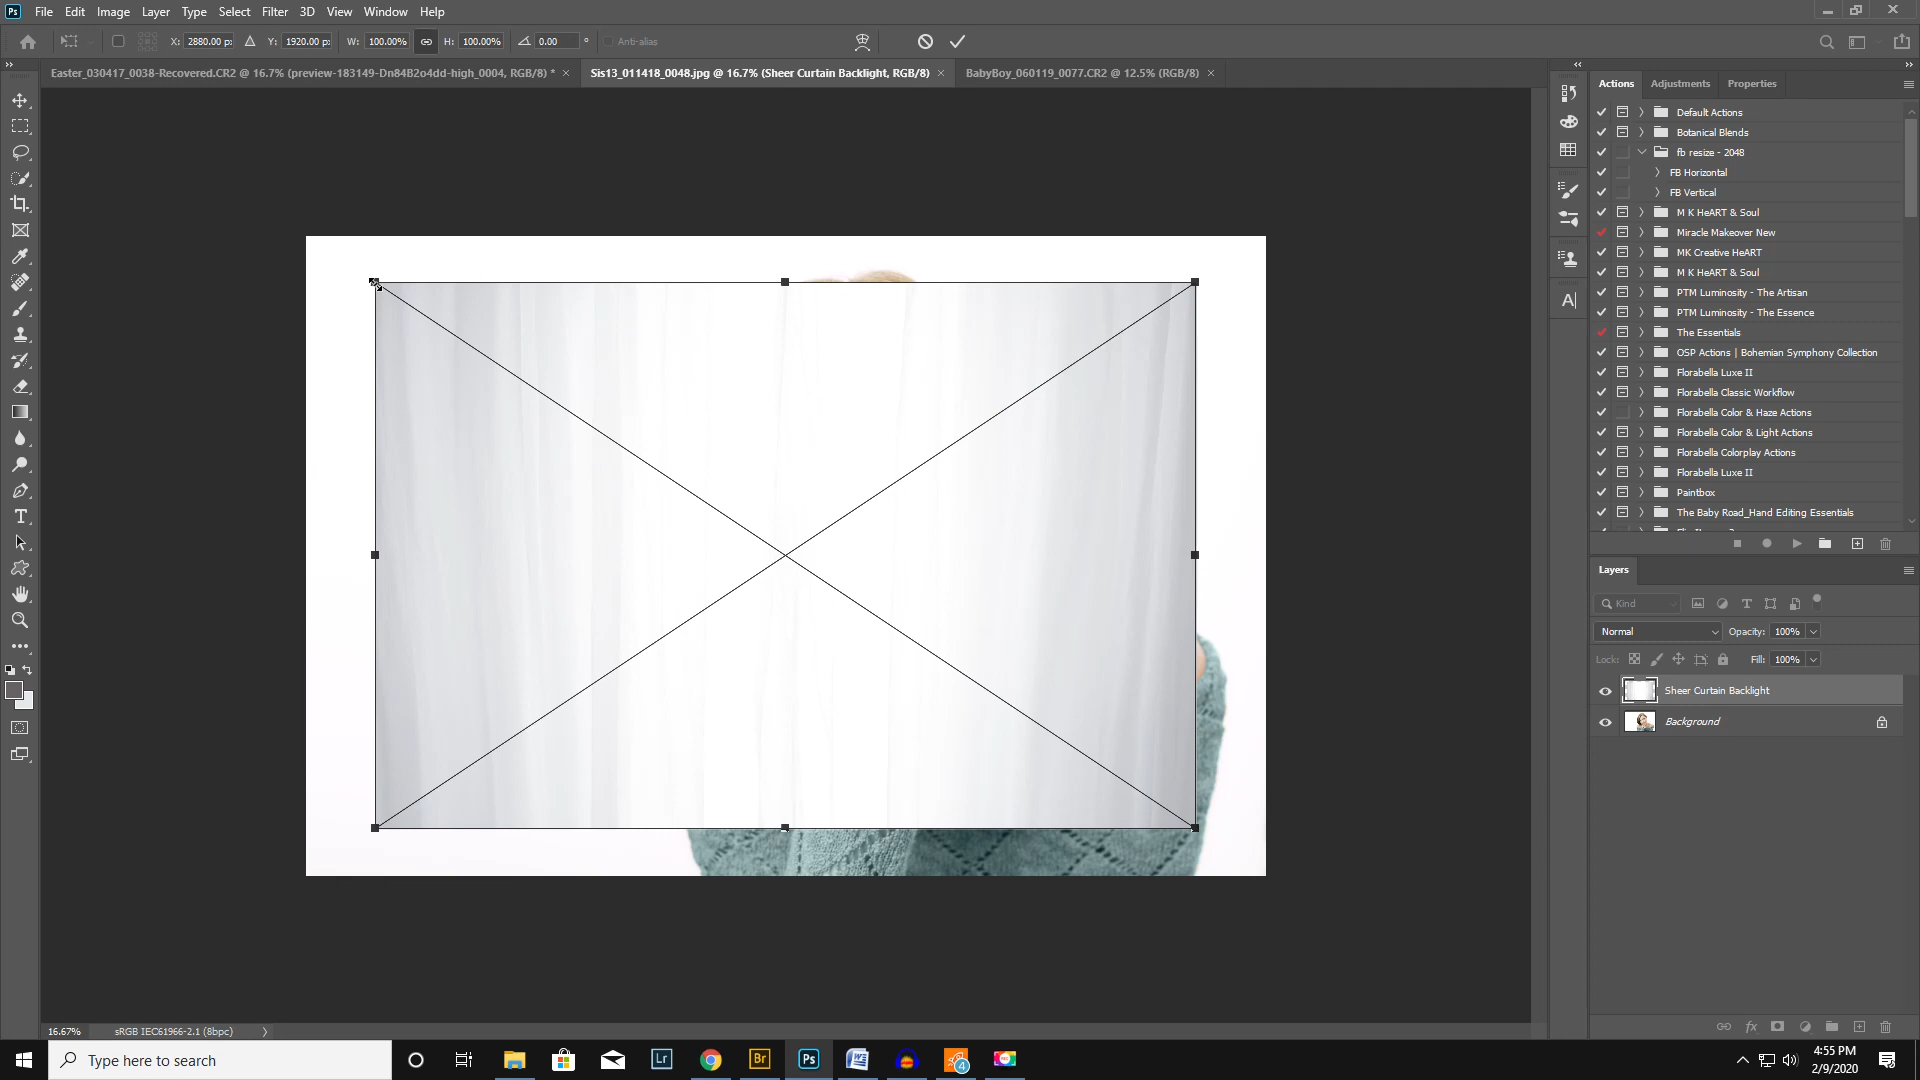 Ps File Edit Image Layer Type Select Filter 3D View Window Help
X: 2880.00 p: Y: 1920.00 p: W: 100.00% H: 100.00% 0.00 ° Anti-alias
Easter_030417_0038-Recovered.CR2 @ 16.7% (preview-183149-Dn84B2o4dd-high_0004, RGB/8) * ×
Sis13_011418_0048.jpg @ 16.7% (Sheer Curtain Backlight, RGB/8) ×
BabyBoy_060119_0077.CR2 @ 12.5% (RGB/8) ×
Actions Adjustments Properties
Default Actions
Botanical Blends
fb resize - 2048
FB Horizontal
FB Vertical
M K HeART & Soul
Miracle Makeover New
MK Creative HeART
M K HeART & Soul
PTM Luminosity - The Artisan
PTM Luminosity - The Essence
The Essentials
OSP Actions | Bohemian Symphony Collection
Florabella Luxe II
Florabella Classic Workflow
Florabella Color & Haze Actions
Florabella Color & Light Actions
Florabella Colorplay Actions
Florabella Luxe II
Paintbox
The Baby Road_Hand Editing Essentials
Layers
Kind
Normal Opacity: 100%
Lock: Fill: 100%
Sheer Curtain Backlight
Background
16.67% sRGB IEC61966-2.1 (8bpc)
Type here to search
Lr Br Ps 4
4:55 PM
2/9/2020